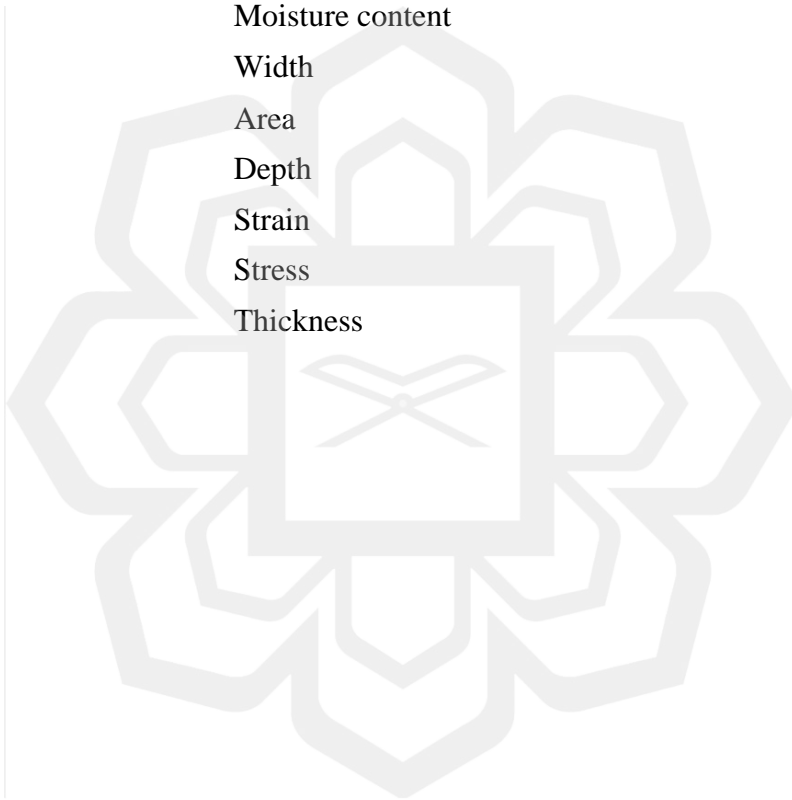 Moisture content
Width
Area
Depth
Strain
Stress
Thickness